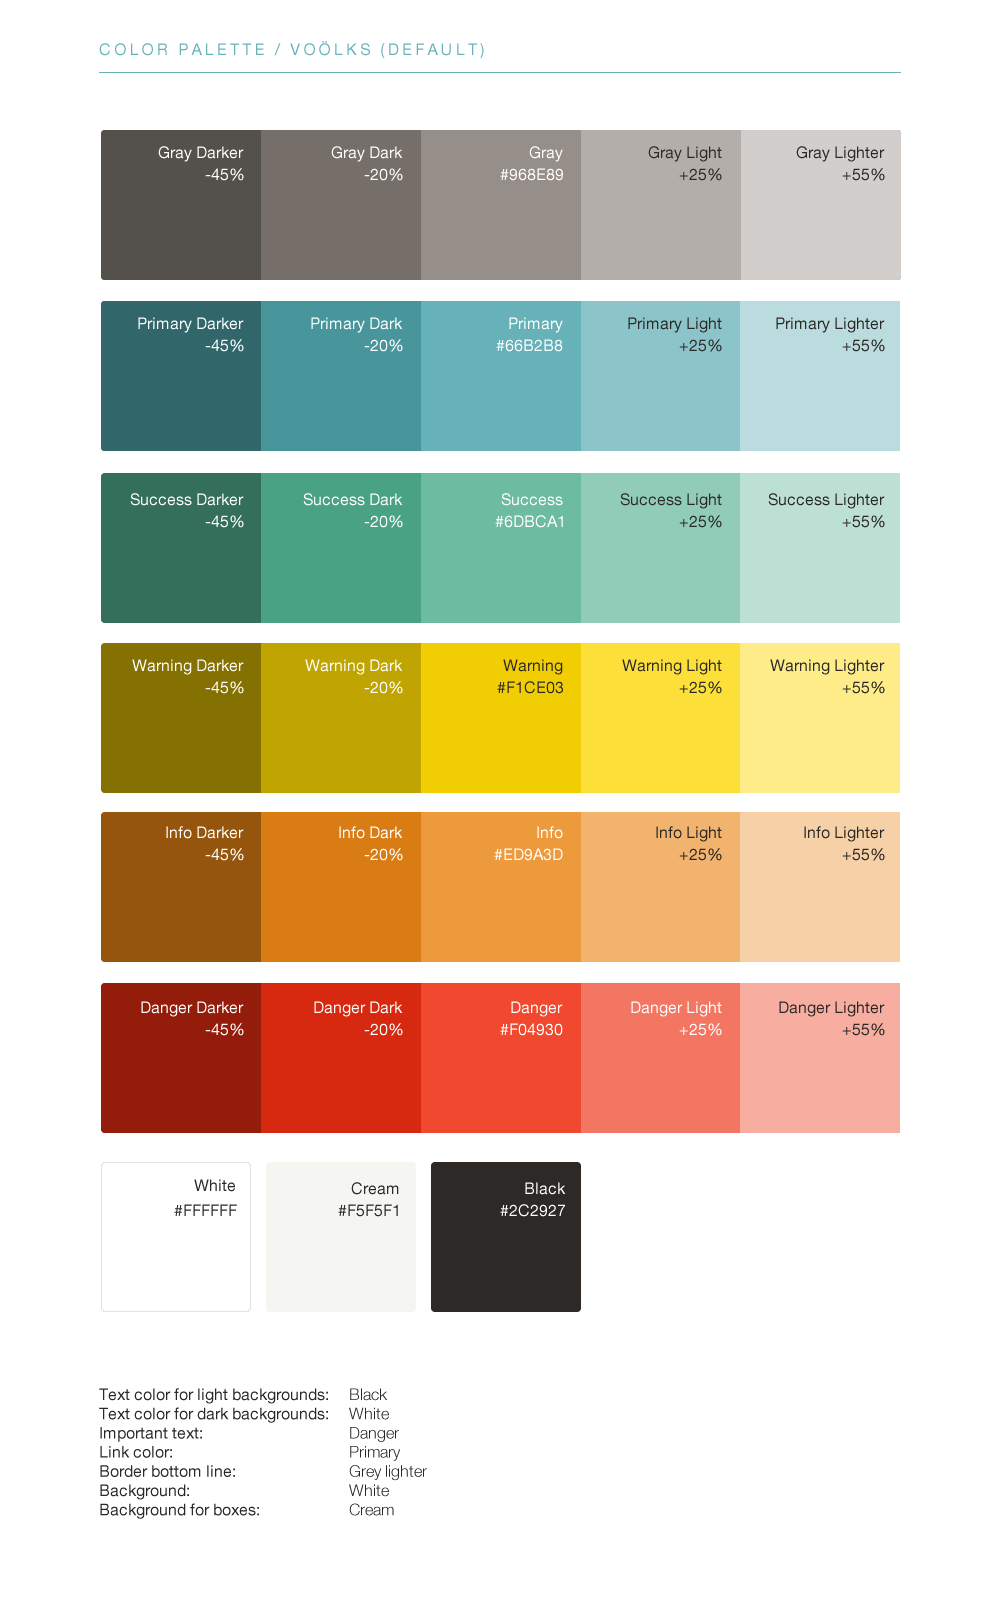 COLOR PALETTE / VOÖLKS (DEFAULT)
Gray Darker
-45%
Gray Dark
-20%
Gray
#968E89
Gray Light
+25%
Gray Lighter
+55%
Primary Darker
-45%
Primary Dark
-20%
Primary
#66B2B8
Primary Light
+25%
Primary Lighter
+55%
Success Darker
-45%
Success Dark
-20%
Success
#6DBCA1
Success Light
+25%
Success Lighter
+55%
Warning Darker
-45%
Warning Dark
-20%
Warning
#F1CE03
Warning Light
+25%
Warning Lighter
+55%
Info Darker
-45%
Info Dark
-20%
Info
#ED9A3D
Info Light
+25%
Info Lighter
+55%
Danger Darker
-45%
Danger Dark
-20%
Danger
#F04930
Danger Light
+25%
Danger Lighter
+55%
White
#FFFFFF
Cream
#F5F5F1
Black
#2C2927
Text color for light backgrounds: Black
Text color for dark backgrounds: White
Important text: Danger
Link color: Primary
Border bottom line: Grey lighter
Background: White
Background for boxes: Cream